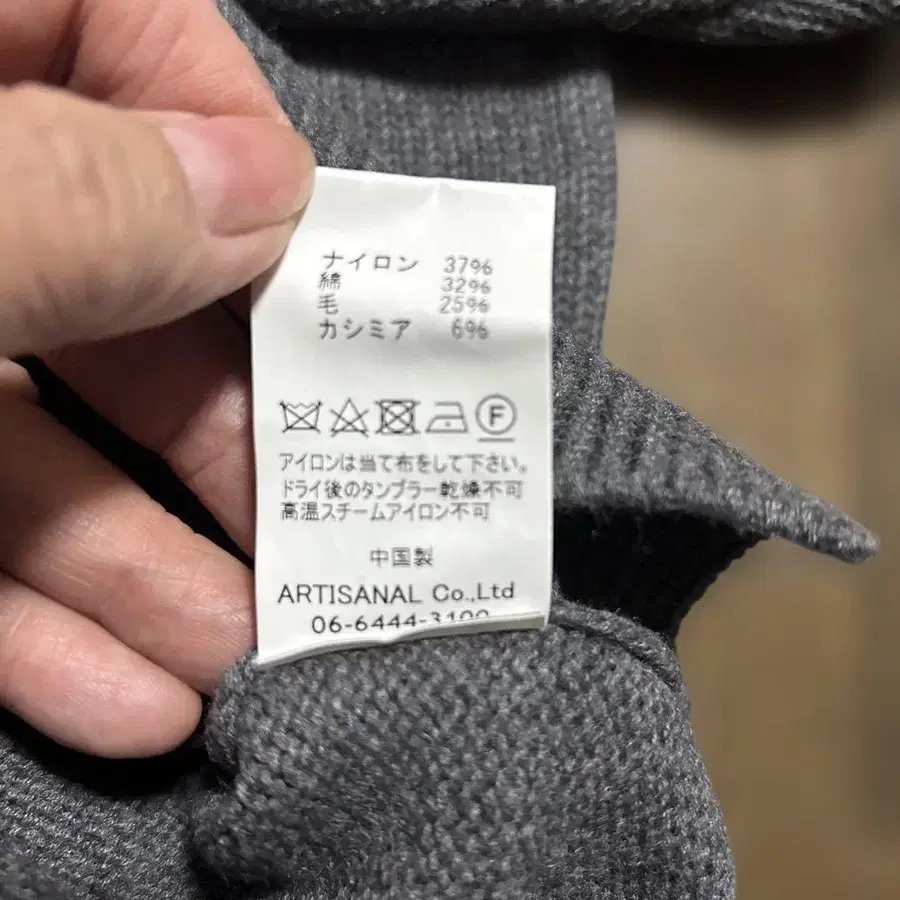 ナイロン 37%
綿 32%
毛 25%
カシミア 6%
F
アイロンは当て布をして下さい。
ドライ後のタンブラー乾燥不可
高温スチームアイロン不可
中国製
ARTISANAL Co.,Ltd
06-6444-3100